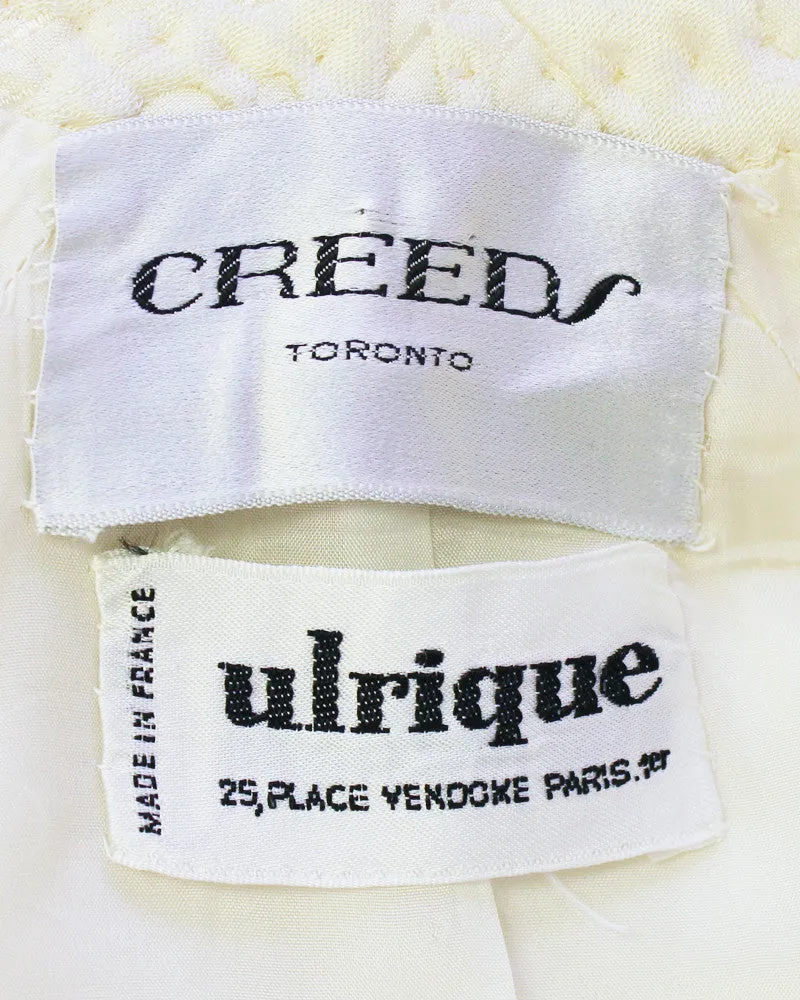 CREEDS
TORONTO
MADE IN FRANCE
ulrique
25, PLACE VENDOME PARIS.1er